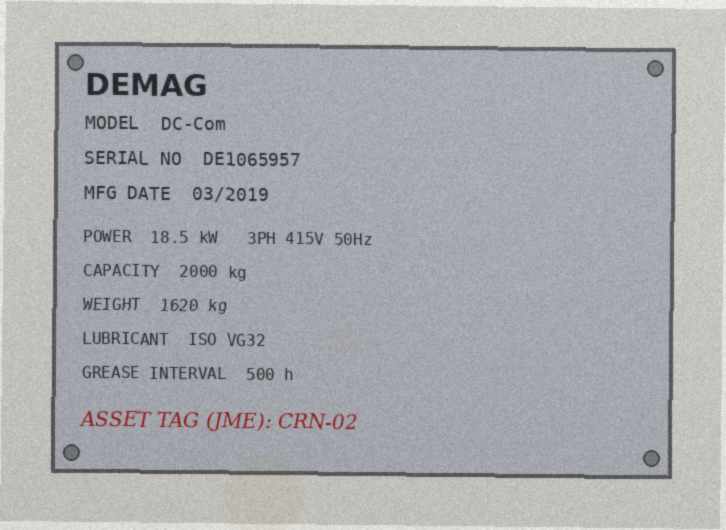 DEMAG
MODEL DC-Com
SERIAL NO DE1065957
MFG DATE 03/2019
POWER 18.5 kW 3PH 415V 50Hz
CAPACITY 2000 kg
WEIGHT 1620 kg
LUBRICANT ISO VG32
GREASE INTERVAL 500 h
ASSET TAG (JME): CRN-02